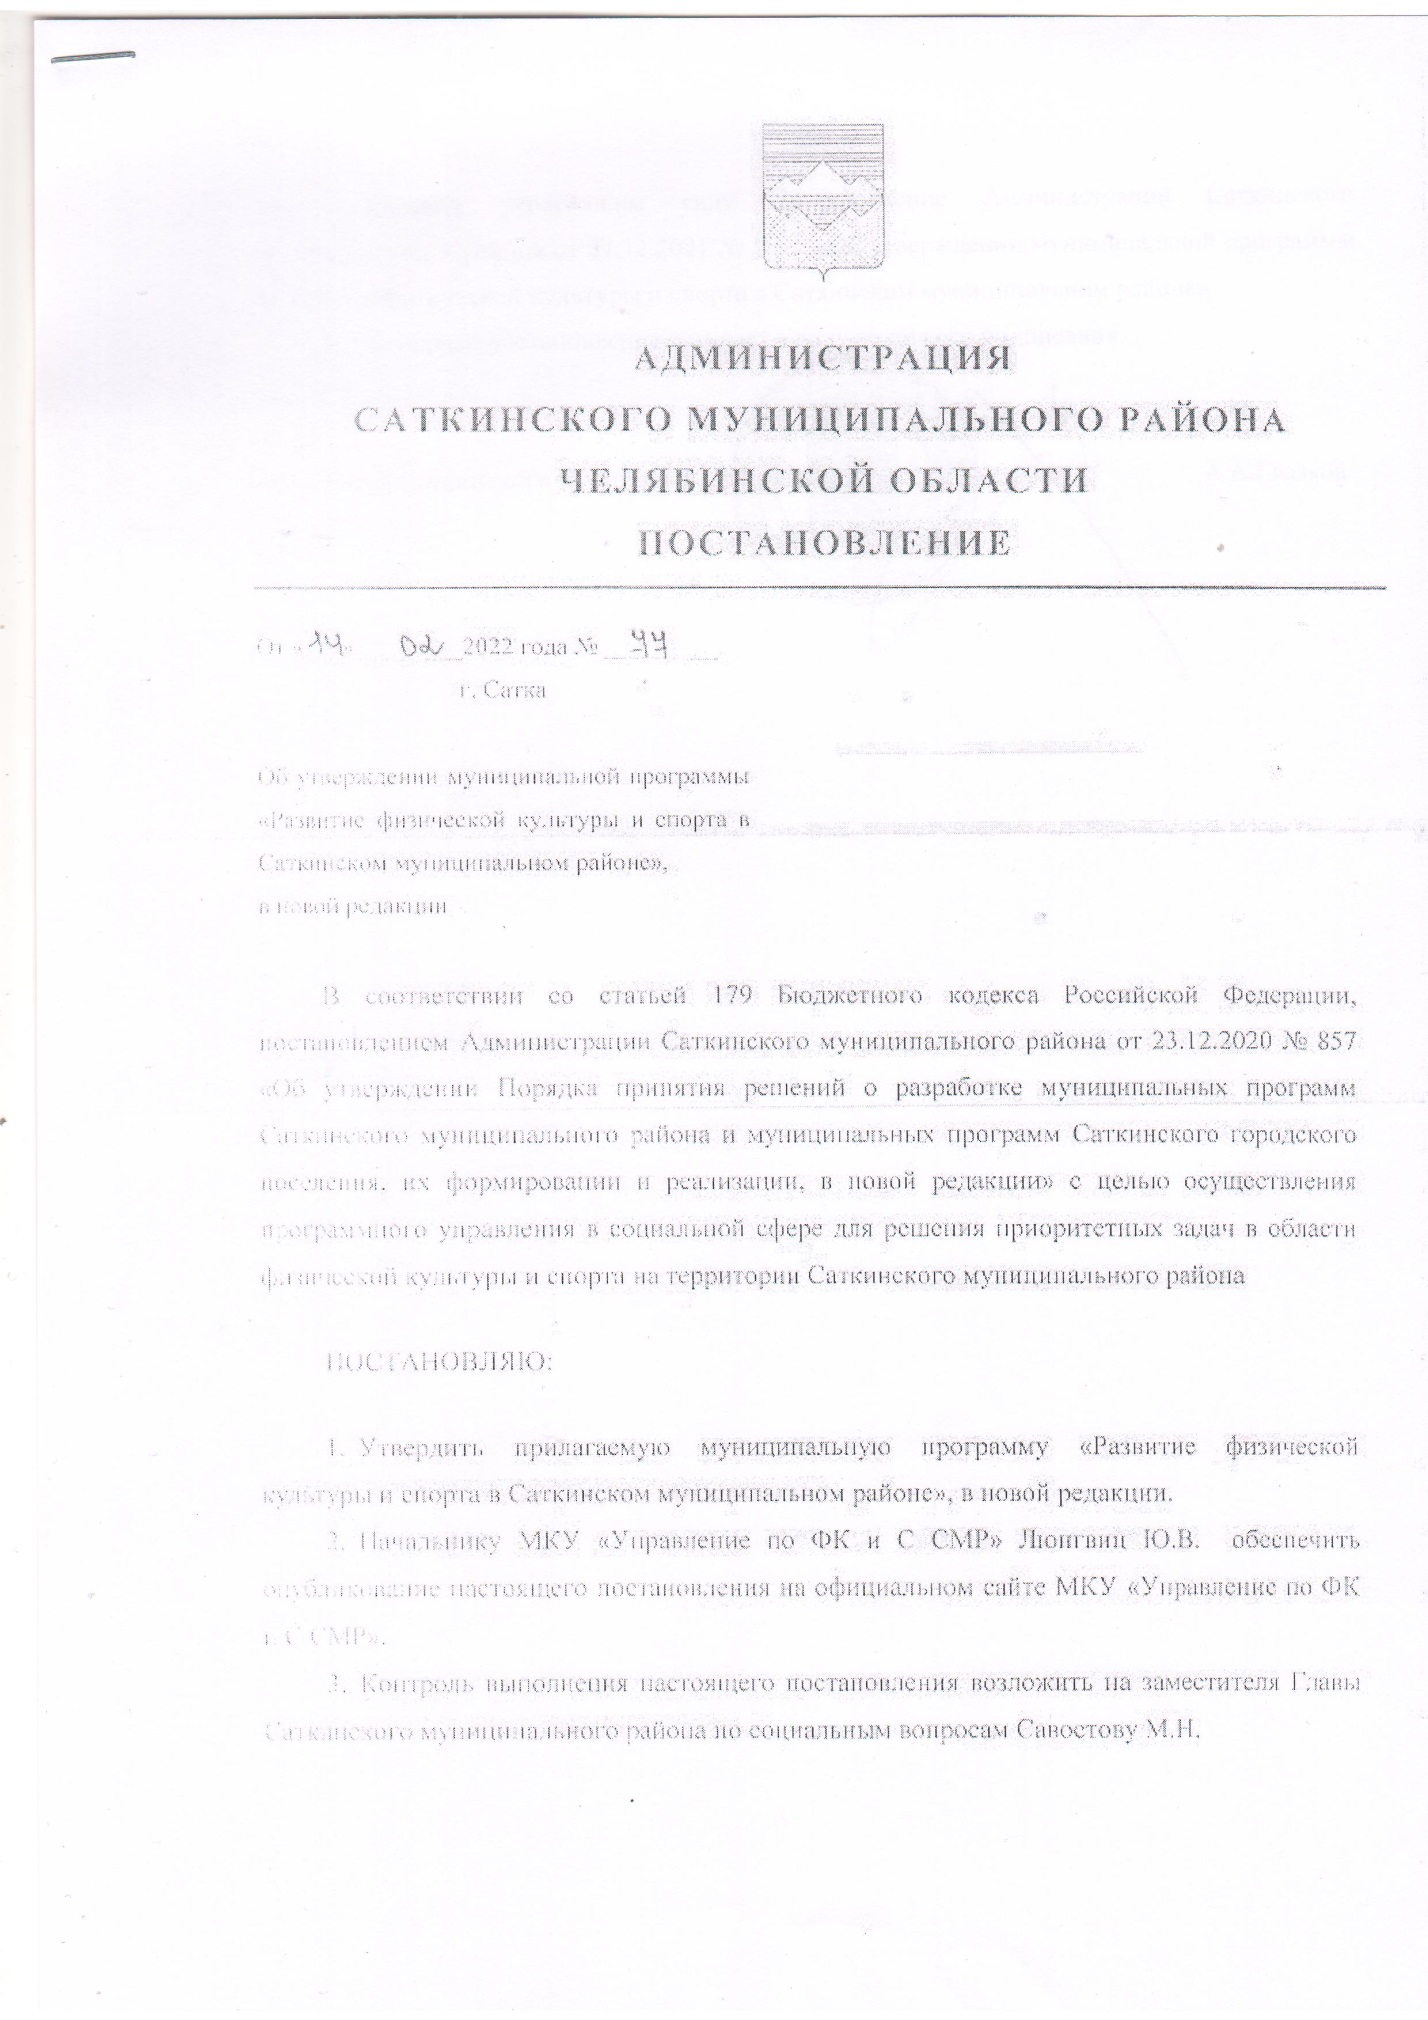 АДМИНИСТРАЦИЯ
САТКИНСКОГО МУНИЦИПАЛЬНОГО РАЙОНА
ЧЕЛЯБИНСКОЙ ОБЛАСТИ
ПОСТАНОВЛЕНИЕ
От «14» 02 2022 года № 77
г. Сатка
Об утверждении муниципальной программы
«Развитие физической культуры и спорта в
Саткинском муниципальном районе»,
в новой редакции
В соответствии со статьей 179 Бюджетного кодекса Российской Федерации,
постановлением Администрации Саткинского муниципального района от 23.12.2020 № 857
«Об утверждении Порядка принятия решений о разработке муниципальных программ
Саткинского муниципального района и муниципальных программ Саткинского городского
поселения, их формировании и реализации, в новой редакции» с целью осуществления
программного управления в социальной сфере для решения приоритетных задач в области
физической культуры и спорта на территории Саткинского муниципального района
ПОСТАНОВЛЯЮ:
1. Утвердить прилагаемую муниципальную программу «Развитие физической
культуры и спорта в Саткинском муниципальном районе», в новой редакции.
2. Начальнику МКУ «Управление по ФК и С СМР» Люнгвиц Ю.В. обеспечить
опубликование настоящего постановления на официальном сайте МКУ «Управление по ФК
и С СМР».
3. Контроль выполнения настоящего постановления возложить на заместителя Главы
Саткинского муниципального района по социальным вопросам Савостову М.Н.